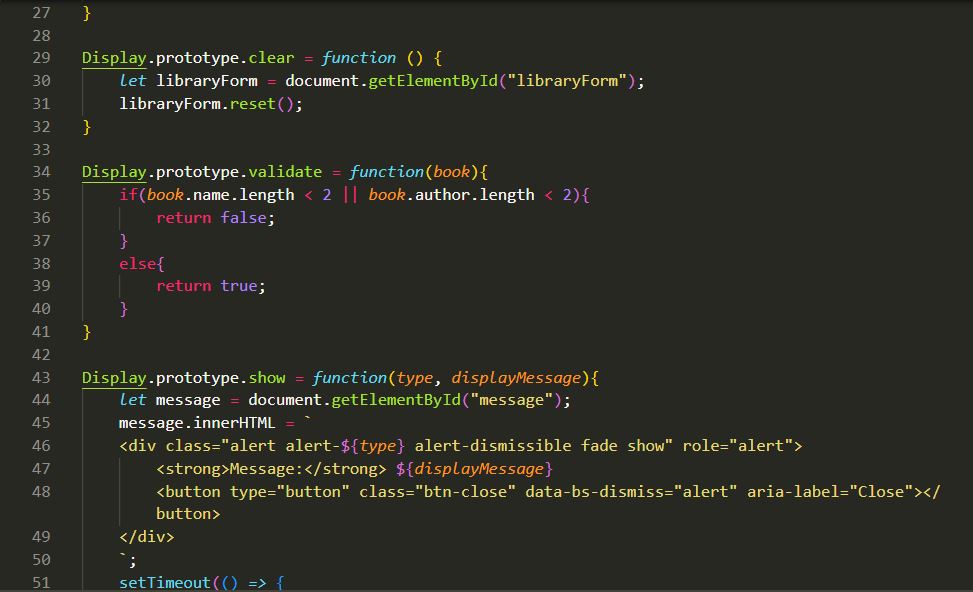 27 }
28
29 Display.prototype.clear = function () {
30     let libraryForm = document.getElementById("libraryForm");
31     libraryForm.reset();
32 }
33
34 Display.prototype.validate = function(book){
35     if(book.name.length < 2 || book.author.length < 2){
36         return false;
37     }
38     else{
39         return true;
40     }
41 }
42
43 Display.prototype.show = function(type, displayMessage){
44     let message = document.getElementById("message");
45     message.innerHTML = `
46     <div class="alert alert-${type} alert-dismissible fade show" role="alert">
47         <strong>Message:</strong> ${displayMessage}
48         <button type="button" class="btn-close" data-bs-dismiss="alert" aria-label="Close"></
        button>
49     </div>
50     `;
51     setTimeout(() => {